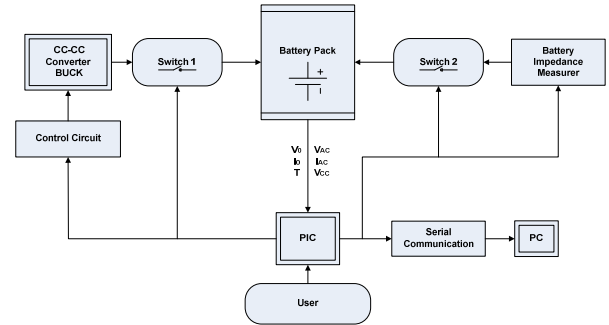 CC-CC
Converter
BUCK
Switch 1
Battery Pack
+
Switch 2
Battery
Impedance
Measurer
Control Circuit
V0 VAC
I0 IAC
T VCC
PIC
Serial
Communication
PC
User